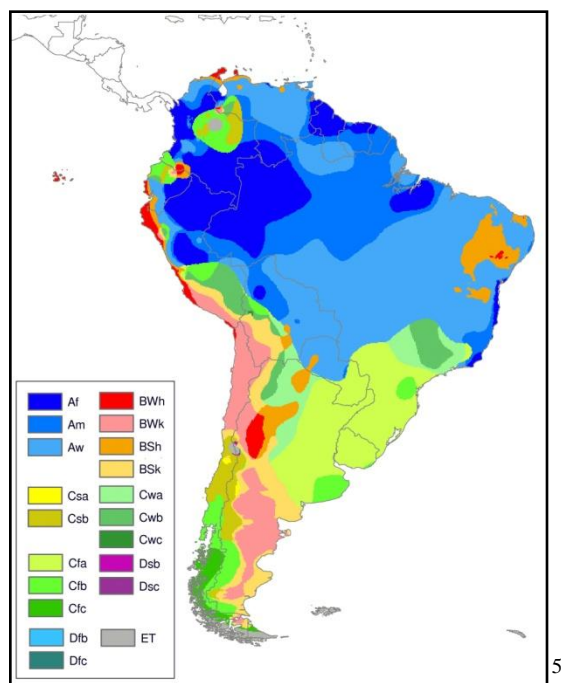 Af
Am
Aw
Csa
Csb
Cfa
Cfb
Cfc
Dfb
Dfc
BWh
BWk
BSh
BSk
Cwa
Cwb
Cwc
Dsb
Dsc
ET
5